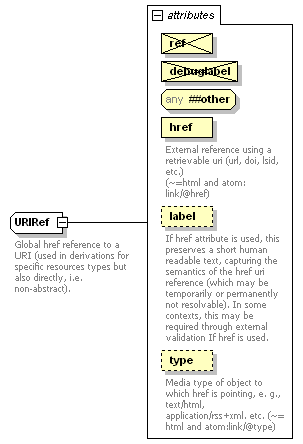 attributes
ref
debuglabel
any ##other
href
External reference using a
retrievable uri (url, doi, lsid,
etc.)
(~=html and atom:
link/@href)
label
If href attribute is used, this
preserves a short human
readable text, capturing the
semantics of the href uri
reference (which may be
temporarily or permanently
not resolvable). In some
contexts, this may be
required through external
validation If href is used.
type
Media type of object to
which href is pointing, e. g.,
text/html,
application/rss+xml. etc. (~=
html and atom:link/@type)
URIRef
Global href reference to a
URI (used in derivations for
specific resources types but
also directly, i.e.
non-abstract).